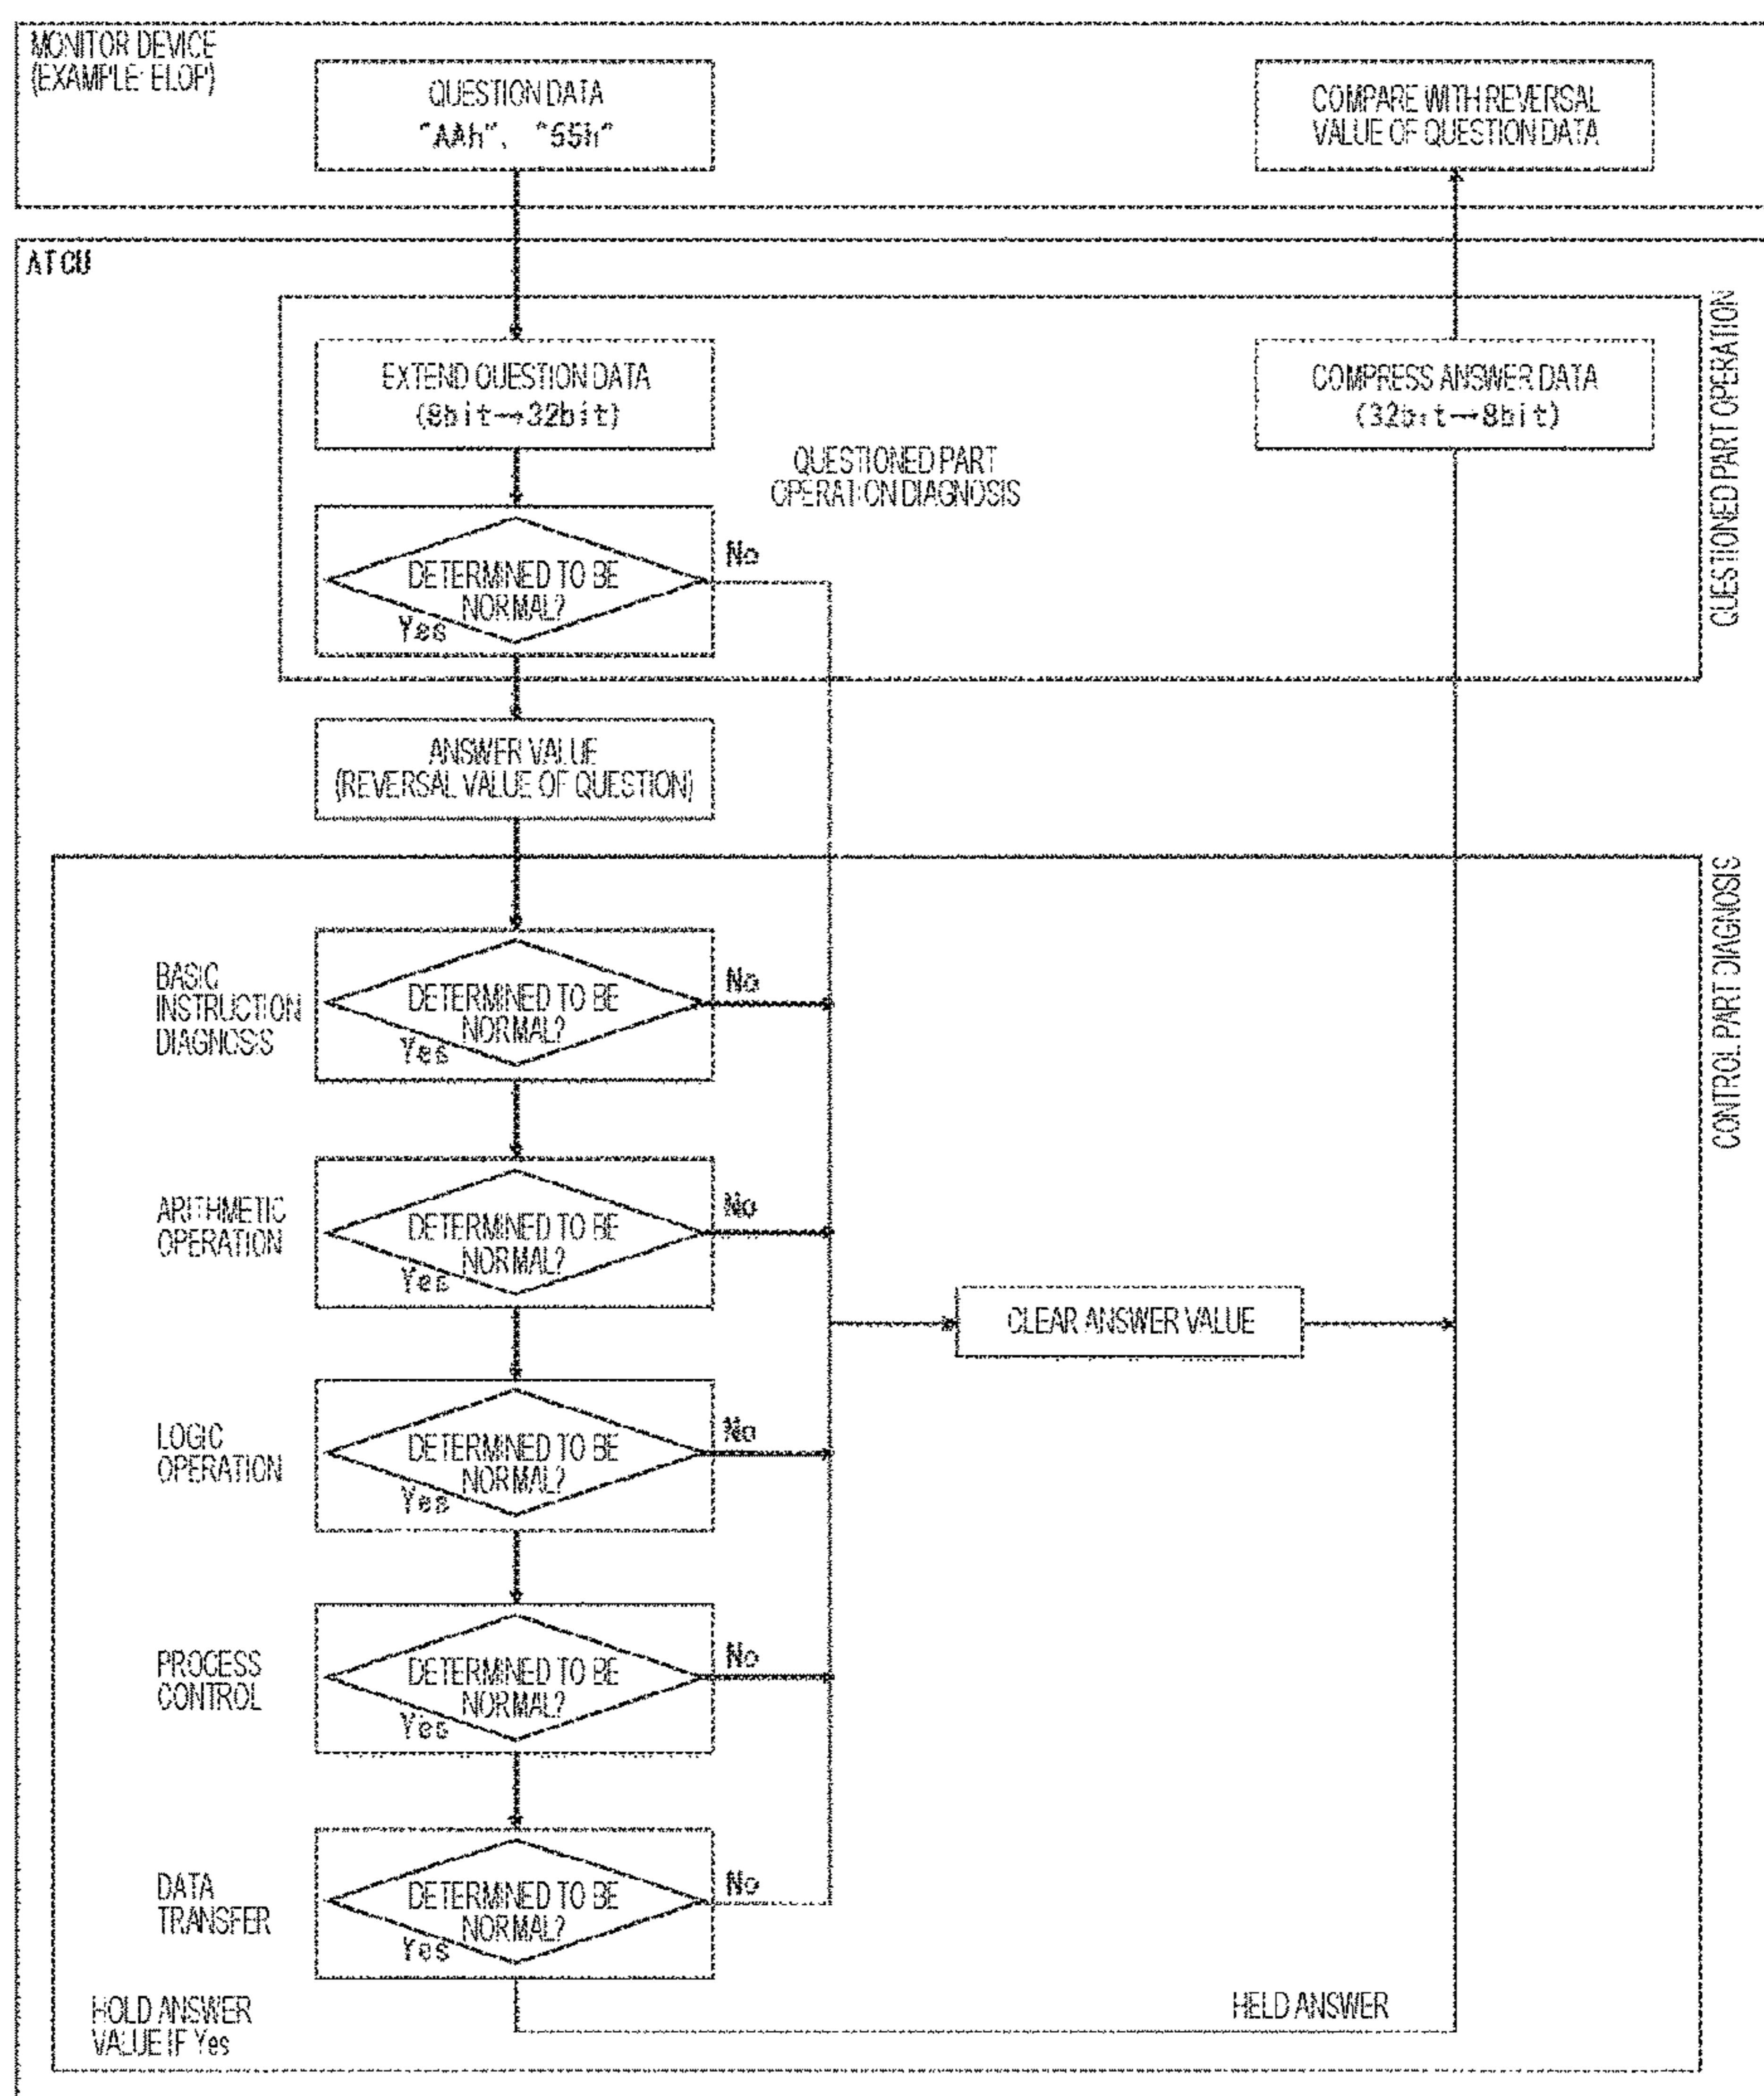 MONITOR DEVICE
(EXAMPLE: ELOP)
QUESTION DATA
"AAh", "55h"
COMPARE WITH REVERSAL
VALUE OF QUESTION DATA
ATCU
EXTEND QUESTION DATA
(8bit→32bit)
COMPRESS ANSWER DATA
(32bit→8bit)
QUESTIONED PART
OPERATION DIAGNOSIS
QUESTIONED PART OPERATION
DETERMINED TO BE
NORMAL?
Yes
No
ANSWER VALUE
(REVERSAL VALUE OF QUESTION)
CONTROL PART DIAGNOSIS
BASIC
INSTRUCTION
DIAGNOSIS
DETERMINED TO BE
NORMAL?
Yes
No
ARITHMETIC
OPERATION
DETERMINED TO BE
NORMAL?
Yes
No
CLEAR ANSWER VALUE
LOGIC
OPERATION
DETERMINED TO BE
NORMAL?
Yes
No
PROCESS
CONTROL
DETERMINED TO BE
NORMAL?
Yes
No
DATA
TRANSFER
DETERMINED TO BE
NORMAL?
Yes
No
HOLD ANSWER
VALUE IF Yes
HELD ANSWER